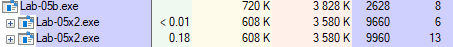 Lab-05b.exe 720 K 3 828 K 2628 8
Lab-05x2.exe < 0.01 608 K 3 580 K 9660 6
Lab-05x2.exe 0.18 608 K 3 580 K 9960 13